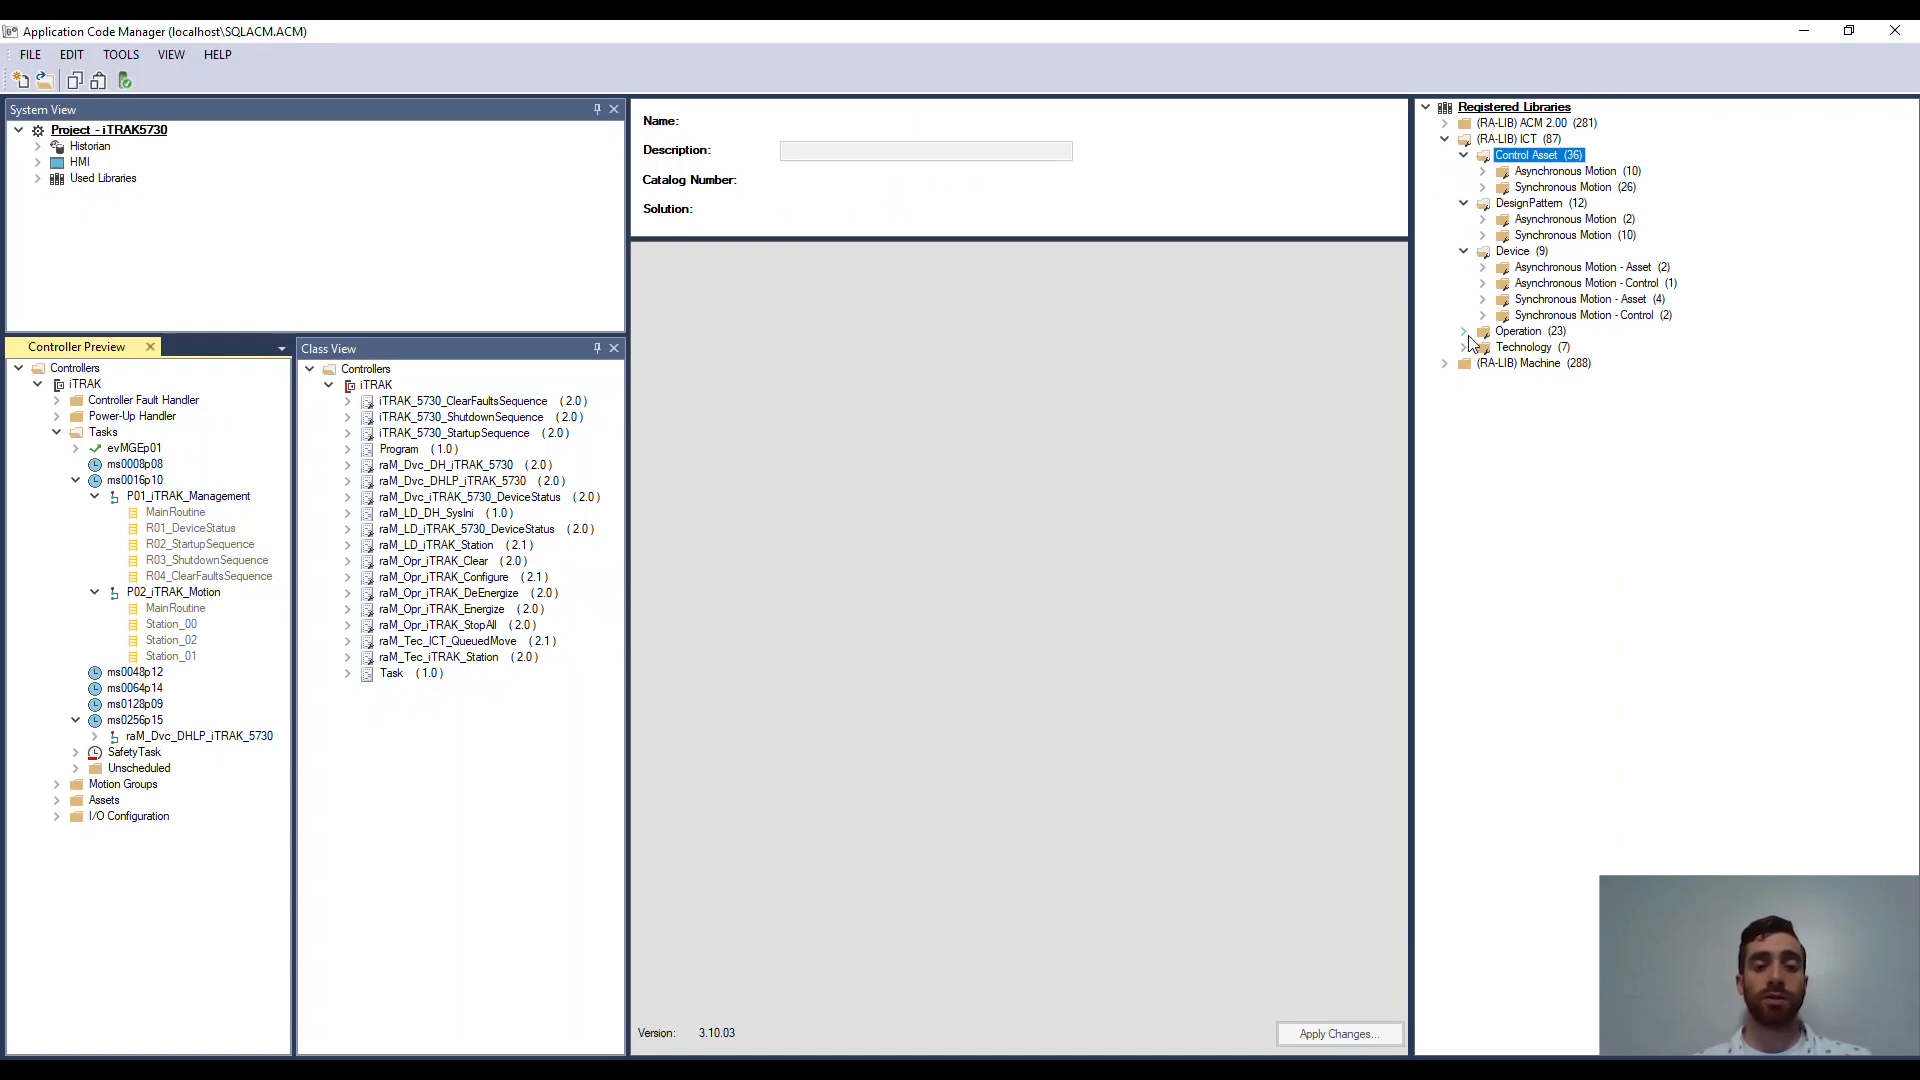 Application Code Manager (localhost\SQLACM.ACM)
FILE EDIT TOOLS VIEW HELP
System View
Project - iTRAK5730
Historian
HMI
Used Libraries
Controller Preview
Controllers
iTRAK
Controller Fault Handler
Power-Up Handler
Tasks
evMGEp01
ms0008p08
ms0016p10
P01_iTRAK_Management
MainRoutine
R01_DeviceStatus
R02_StartupSequence
R03_ShutdownSequence
R04_ClearFaultsSequence
P02_iTRAK_Motion
MainRoutine
Station_00
Station_02
Station_01
ms0048p12
ms0064p14
ms0128p09
ms0256p15
raM_Dvc_DHLP_iTRAK_5730
SafetyTask
Unscheduled
Motion Groups
Assets
I/O Configuration
Class View
Controllers
iTRAK
iTRAK_5730_ClearFaultsSequence (2.0)
iTRAK_5730_ShutdownSequence (2.0)
iTRAK_5730_StartupSequence (2.0)
Program (1.0)
raM_Dvc_DH_iTRAK_5730 (2.0)
raM_Dvc_DHLP_iTRAK_5730 (2.0)
raM_Dvc_iTRAK_5730_DeviceStatus (2.0)
raM_LD_DH_SysIni (1.0)
raM_LD_iTRAK_5730_DeviceStatus (2.0)
raM_LD_iTRAK_Station (2.1)
raM_Opr_iTRAK_Clear (2.0)
raM_Opr_iTRAK_Configure (2.1)
raM_Opr_iTRAK_DeEnergize (2.0)
raM_Opr_iTRAK_Energize (2.0)
raM_Opr_iTRAK_StopAll (2.0)
raM_Tec_ICT_QueuedMove (2.1)
raM_Tec_iTRAK_Station (2.0)
Task (1.0)
Name:
Description:
Catalog Number:
Solution:
Version: 3.10.03
Apply Changes...
Registered Libraries
(RA-LIB) ACM 2.00 (281)
(RA-LIB) ICT (87)
Control Asset (36)
Asynchronous Motion (10)
Synchronous Motion (26)
DesignPattern (12)
Asynchronous Motion (2)
Synchronous Motion (10)
Device (9)
Asynchronous Motion - Asset (2)
Asynchronous Motion - Control (1)
Synchronous Motion - Asset (4)
Synchronous Motion - Control (2)
Operation (23)
Technology (7)
(RA-LIB) Machine (288)